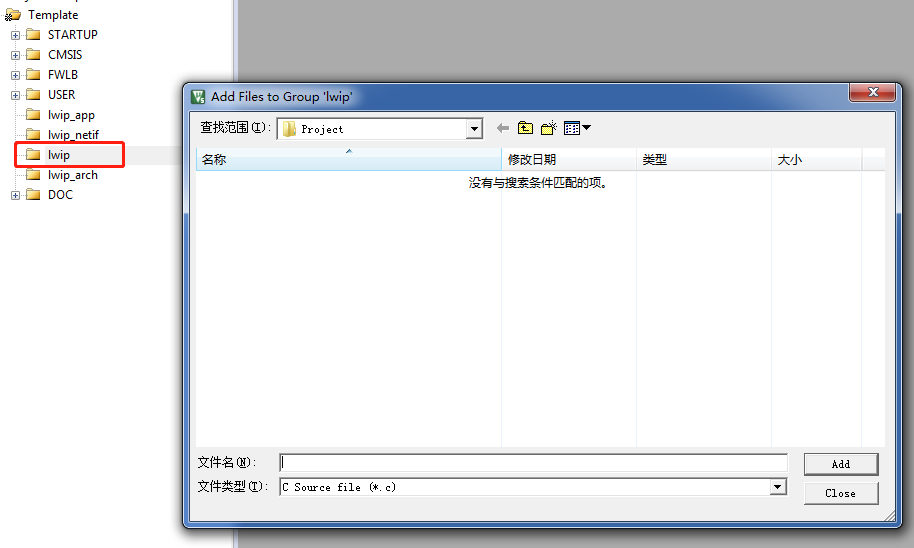 Template
STARTUP
CMSIS
FWLB
USER
lwip_app
lwip_netif
lwip
lwip_arch
DOC
Add Files to Group 'lwip'
查找范围(I): Project
名称 修改日期 类型 大小
没有与搜索条件匹配的项。
文件名(N):
Add
文件类型(T): C Source file (*.c)
Close